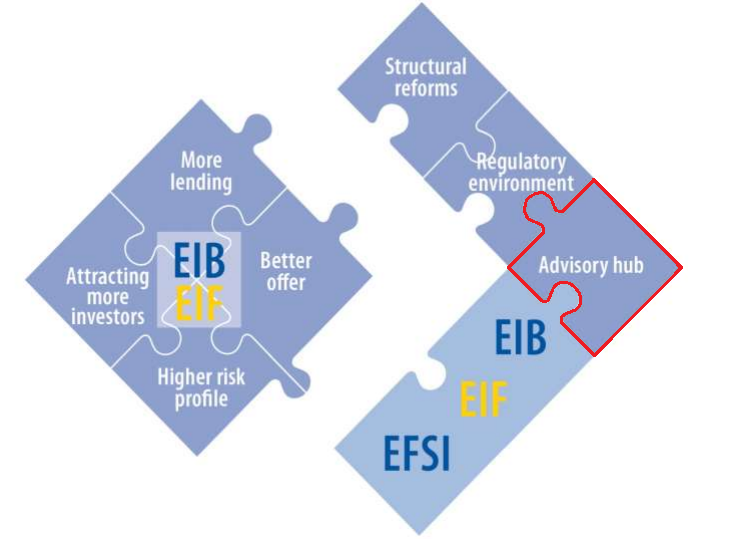 More
lending
EIB
EIF
Attracting
more
investors
Better
offer
Higher risk
profile
Structural
reforms
Regulatory
environment
Advisory hub
EIB
EIF
EFSI